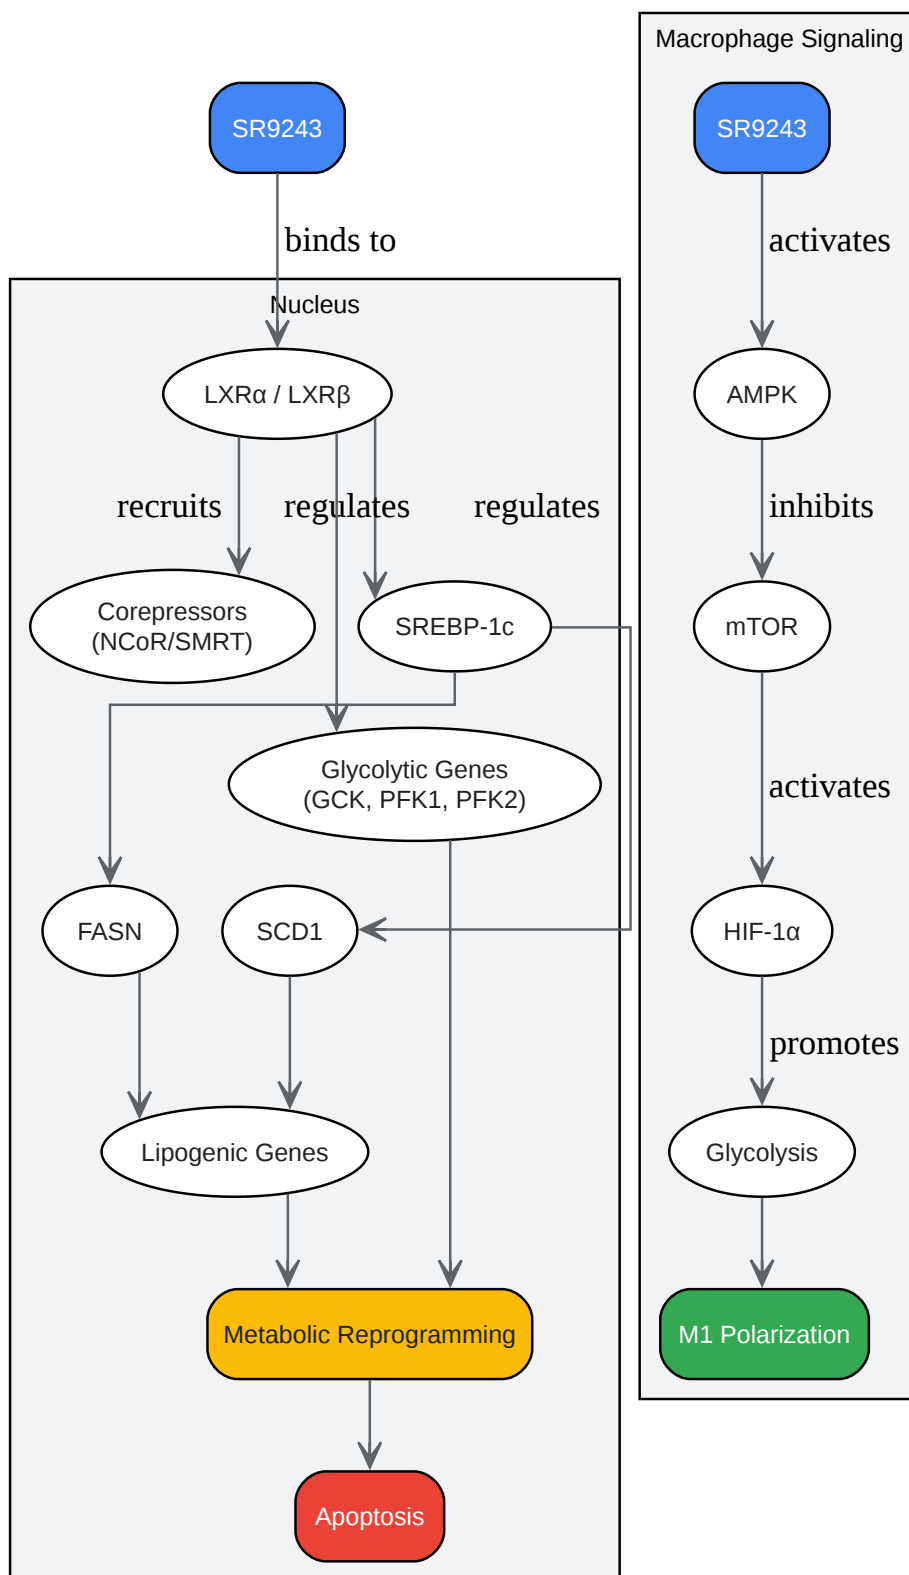 Macrophage Signaling
SR9243
SR9243
binds to
activates
Nucleus
LXRα / LXRβ
AMPK
recruits
regulates
regulates
inhibits
Corepressors
(NCoR/SMRT)
SREBP-1c
mTOR
Glycolytic Genes
(GCK, PFK1, PFK2)
activates
FASN
SCD1
HIF-1α
promotes
Lipogenic Genes
Glycolysis
Metabolic Reprogramming
M1 Polarization
Apoptosis